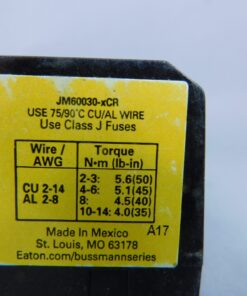 JM60030-xCR
USE 75/90°C CU/AL WIRE
Use Class J Fuses
Wire / Torque
AWG N·m (lb-in)
2-3: 5.6(50)
CU 2-14 4-6: 5.1(45)
AL 2-8 8: 4.5(40)
10-14: 4.0(35)
Made In Mexico A17
St. Louis, MO 63178
Eaton.com/bussmannseries